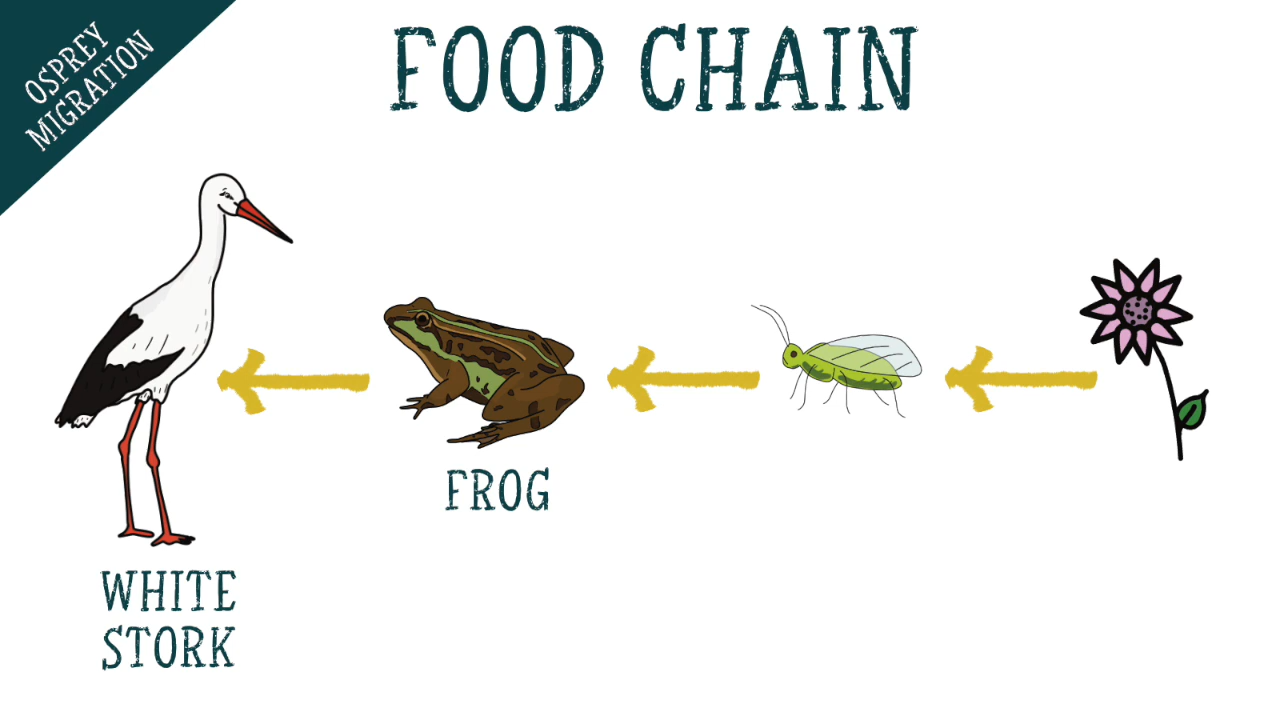 OSPREY
MIGRATION
FOOD CHAIN
FROG
WHITE
STORK